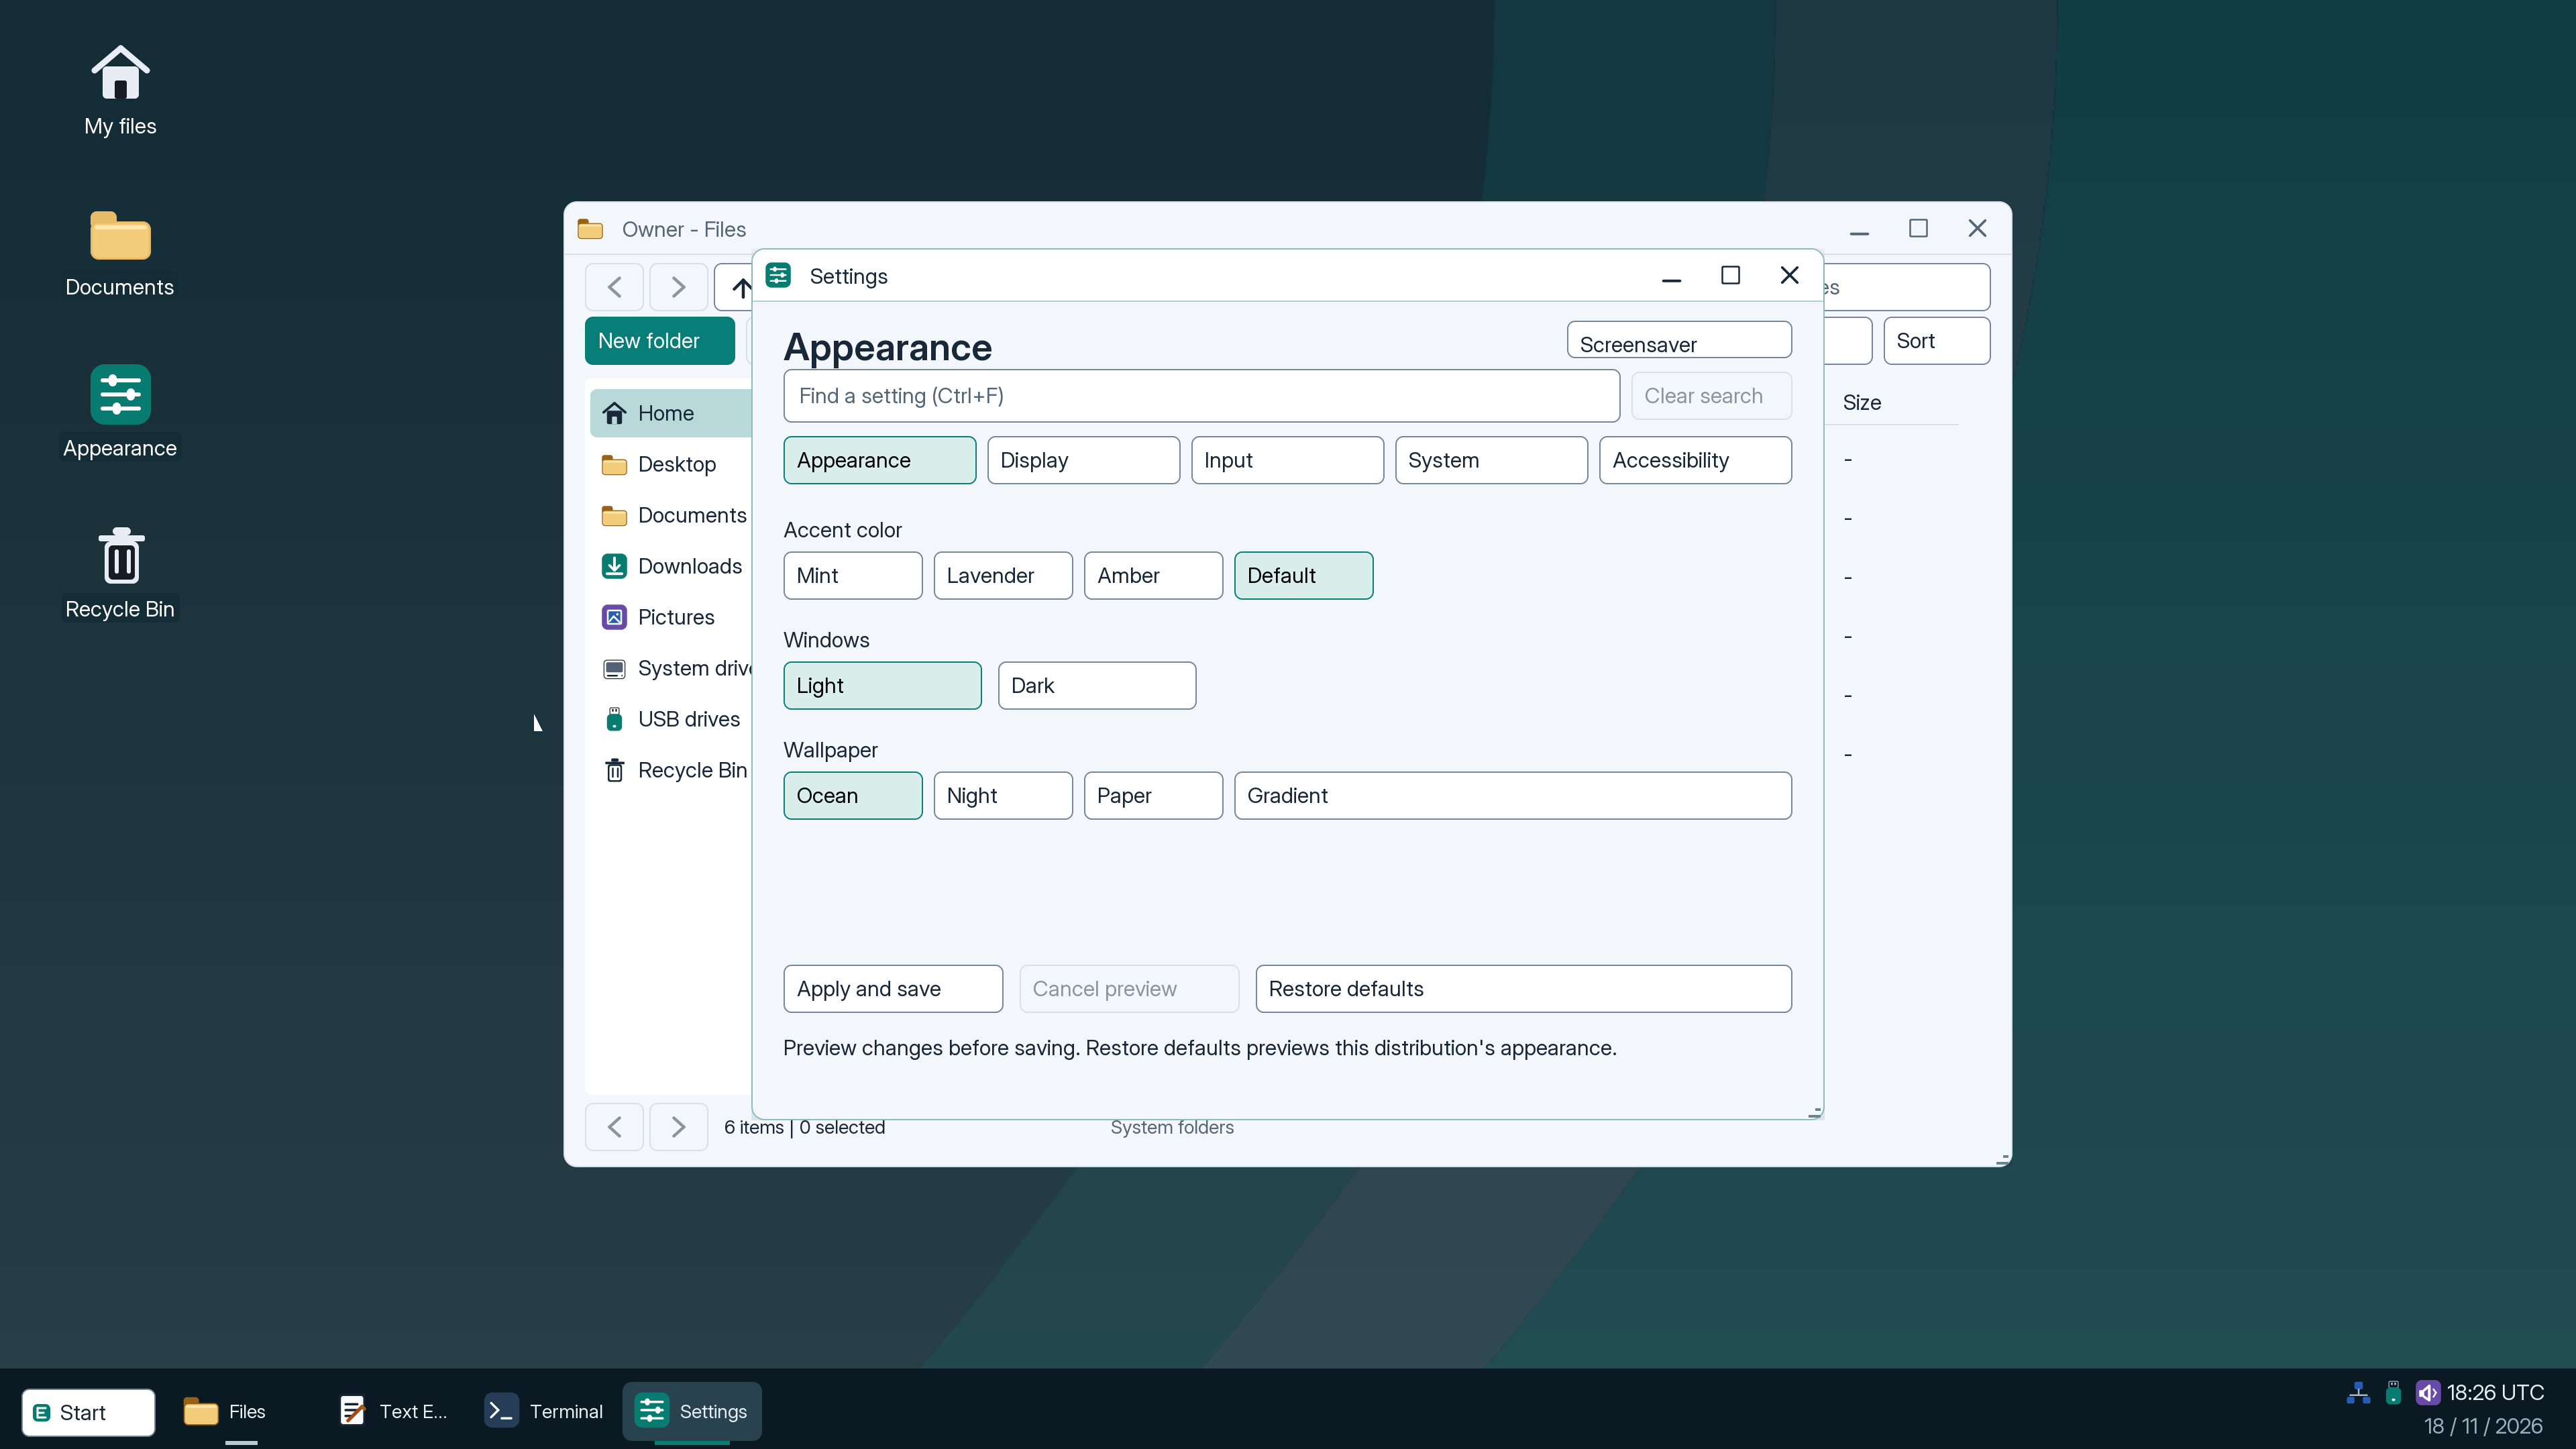 My files
Documents
Appearance
Recycle Bin
Owner - Files
New folder
Sort
Size
Home
Desktop
Documents
Downloads
Pictures
System
USB drives
Recycle Bin
-
-
-
-
-
-
6 items | 0 selected
System folders
Settings
Appearance
Screensaver
Find a setting (Ctrl+F)
Clear search
Appearance
Display
Input
System
Accessibility
Accent color
Mint
Lavender
Amber
Default
Windows
Light
Dark
Wallpaper
Ocean
Night
Paper
Gradient
Apply and save
Cancel preview
Restore defaults
Preview changes before saving. Restore defaults previews this distribution's appearance.
Start
Files
Text E...
Terminal
Settings
18:26 UTC
18 / 11 / 2026